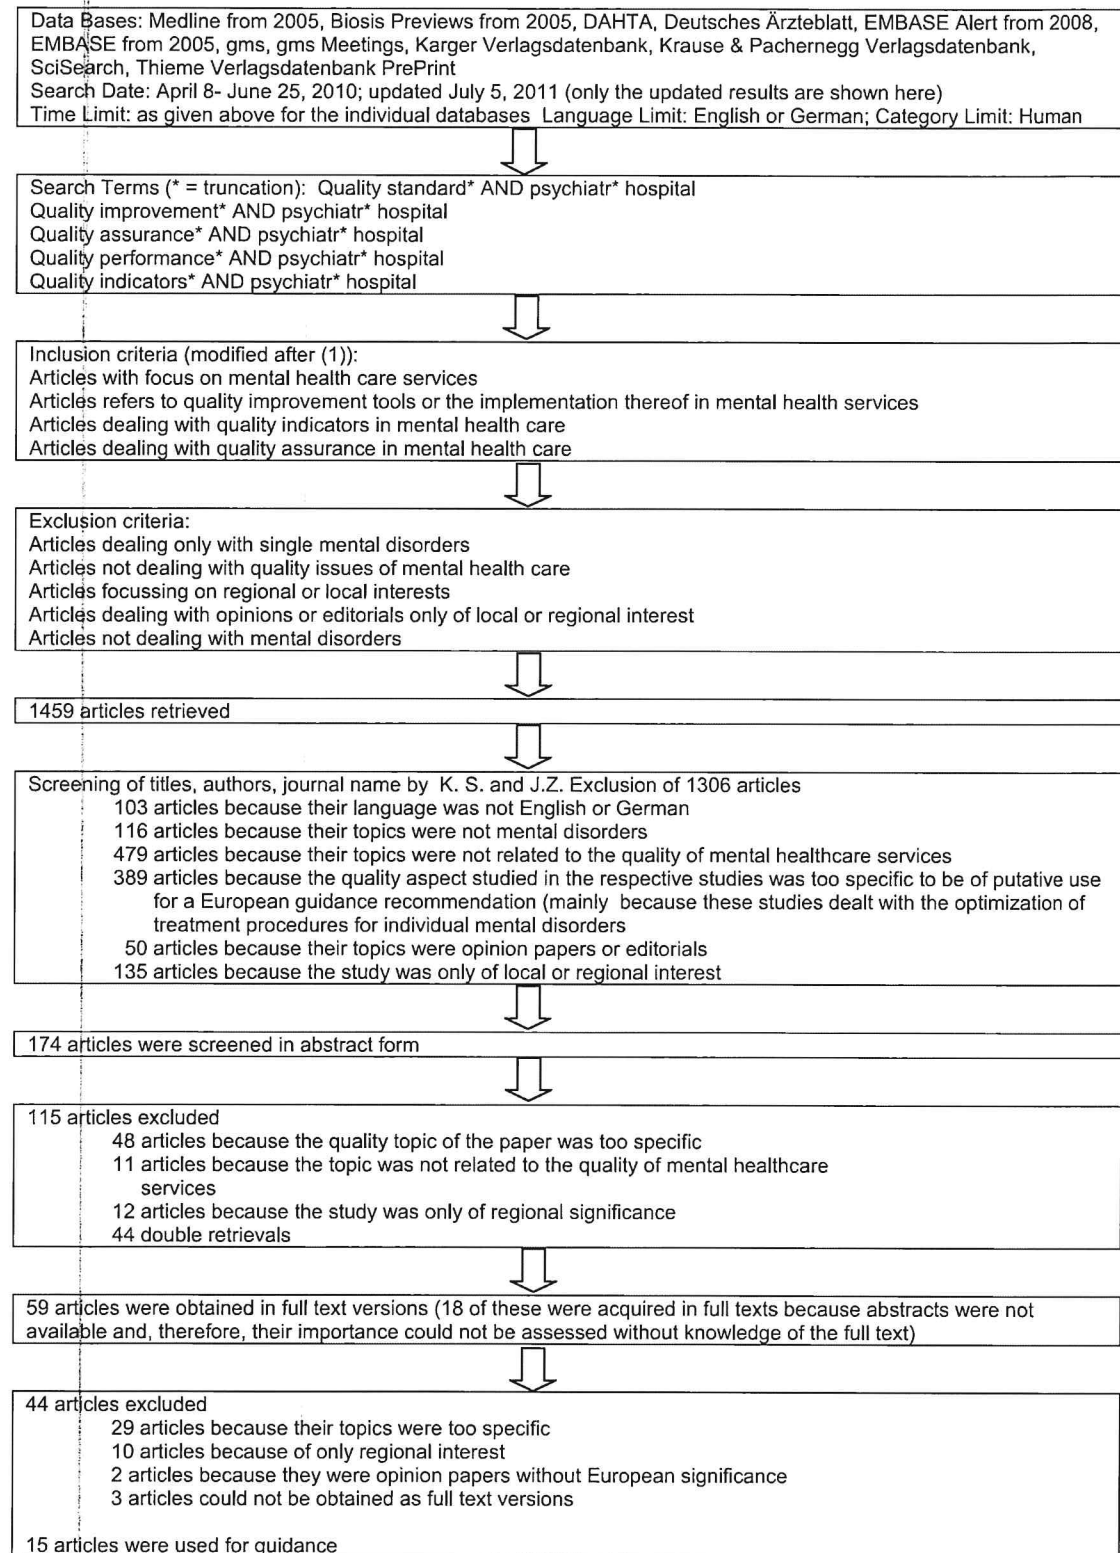 Data Bases: Medline from 2005, Biosis Previews from 2005, DAHTA, Deutsches Ärzteblatt, EMBASE Alert from 2008,
EMBASE from 2005, gms, gms Meetings, Karger Verlagsdatenbank, Krause & Pachernegg Verlagsdatenbank,
SciSearch, Thieme Verlagsdatenbank PrePrint
Search Date: April 8- June 25, 2010; updated July 5, 2011 (only the updated results are shown here)
Time Limit: as given above for the individual databases Language Limit: English or German; Category Limit: Human
Search Terms (* = truncation): Quality standard* AND psychiatr* hospital
Quality improvement* AND psychiatr* hospital
Quality assurance* AND psychiatr* hospital
Quality performance* AND psychiatr* hospital
Quality indicators* AND psychiatr* hospital
Inclusion criteria (modified after (1)):
Articles with focus on mental health care services
Articles refers to quality improvement tools or the implementation thereof in mental health services
Articles dealing with quality indicators in mental health care
Articles dealing with quality assurance in mental health care
Exclusion criteria:
Articles dealing only with single mental disorders
Articles not dealing with quality issues of mental health care
Articles focussing on regional or local interests
Articles dealing with opinions or editorials only of local or regional interest
Articles not dealing with mental disorders
1459 articles retrieved
Screening of titles, authors, journal name by K. S. and J.Z. Exclusion of 1306 articles
103 articles because their language was not English or German
116 articles because their topics were not mental disorders
479 articles because their topics were not related to the quality of mental healthcare services
389 articles because the quality aspect studied in the respective studies was too specific to be of putative use
for a European guidance recommendation (mainly because these studies dealt with the optimization of
treatment procedures for individual mental disorders
50 articles because their topics were opinion papers or editorials
135 articles because the study was only of local or regional interest
174 articles were screened in abstract form
115 articles excluded
48 articles because the quality topic of the paper was too specific
11 articles because the topic was not related to the quality of mental healthcare
services
12 articles because the study was only of regional significance
44 double retrievals
59 articles were obtained in full text versions (18 of these were acquired in full texts because abstracts were not
available and, therefore, their importance could not be assessed without knowledge of the full text)
44 articles excluded
29 articles because their topics were too specific
10 articles because of only regional interest
2 articles because they were opinion papers without European significance
3 articles could not be obtained as full text versions
15 articles were used for guidance